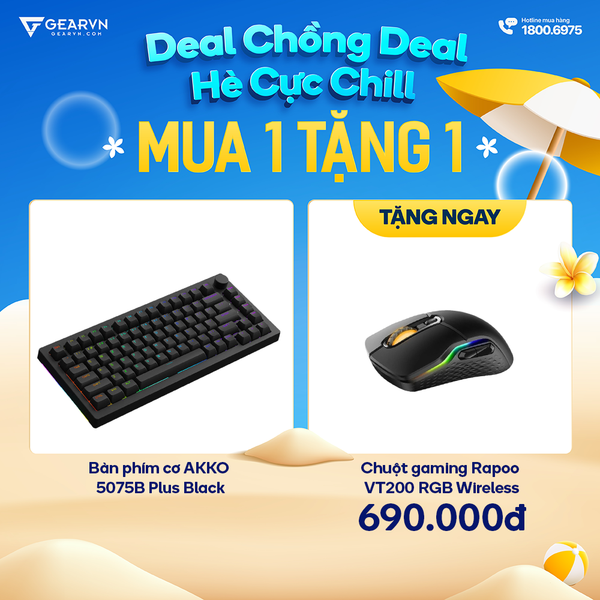 GEARVN
GEARVN.COM
Hotline mua hàng
1800.6975
Deal Chồng Deal
Hè Cực Chill
MUA 1 TẶNG 1
TẶNG NGAY
Bàn phím cơ AKKO
5075B Plus Black
Chuột gaming Rapoo
VT200 RGB Wireless
690.000đ